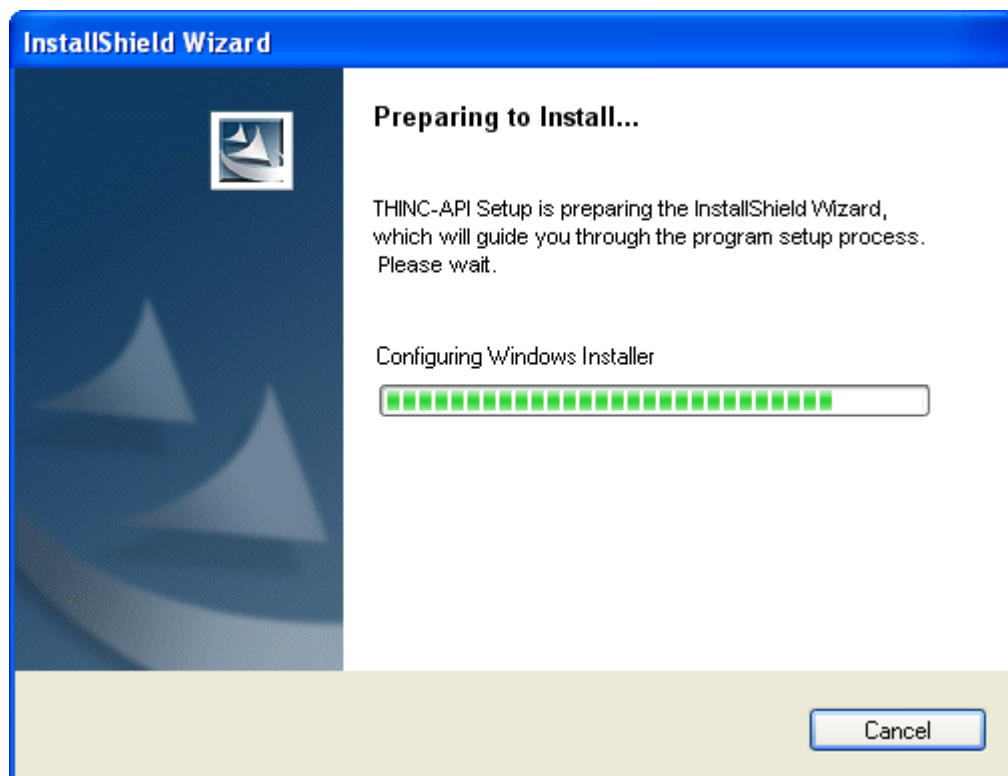 InstallShield Wizard
Preparing to Install...
THINC-API Setup is preparing the InstallShield Wizard,
which will guide you through the program setup process.
Please wait.
Configuring Windows Installer
Cancel